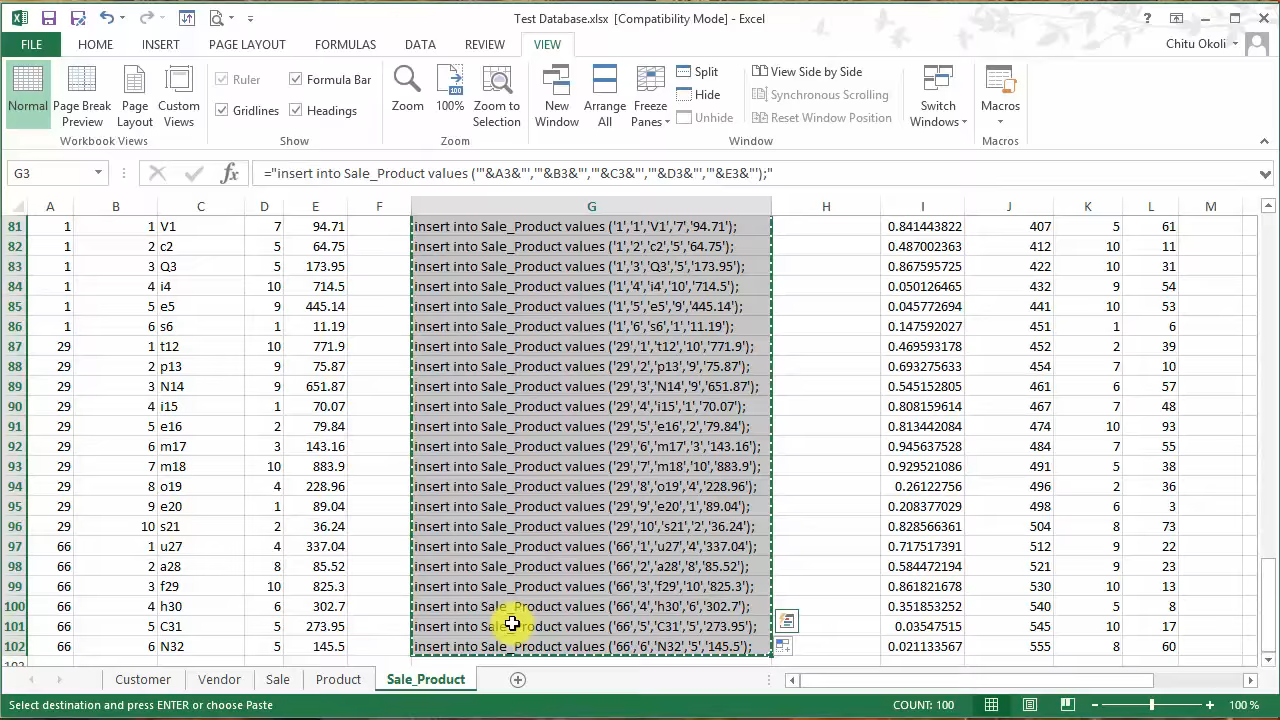 Test Database.xlsx [Compatibility Mode] - Excel
?
FILE HOME INSERT PAGE LAYOUT FORMULAS DATA REVIEW VIEW Chitu Okoli
Normal
Page Break Preview
Page Layout
Custom Views
Workbook Views
Ruler
Formula Bar
Gridlines
Headings
Show
Zoom
100%
Zoom to Selection
Zoom
New Window
Arrange All
Freeze Panes
Split
Hide
Unhide
View Side by Side
Synchronous Scrolling
Reset Window Position
Window
Switch Windows
Macros
Macros
G3 fx ="insert into Sale_Product values ('"&A3&"','"&B3&"','"&C3&"','"&D3&"','"&E3&"');"
A B C D E F G H I J K L M
81 1 1 V1 7 94.71 insert into Sale_Product values ('1','1','V1','7','94.71'); 0.841443822 407 5 61
82 1 2 c2 5 64.75 insert into Sale_Product values ('1','2','c2','5','64.75'); 0.487002363 412 10 11
83 1 3 Q3 5 173.95 insert into Sale_Product values ('1','3','Q3','5','173.95'); 0.867595725 422 10 31
84 1 4 i4 10 714.5 insert into Sale_Product values ('1','4','i4','10','714.5'); 0.050126465 432 9 54
85 1 5 e5 9 445.14 insert into Sale_Product values ('1','5','e5','9','445.14'); 0.045772694 441 10 53
86 1 6 s6 1 11.19 insert into Sale_Product values ('1','6','s6','1','11.19'); 0.147592027 451 1 6
87 29 1 t12 10 771.9 insert into Sale_Product values ('29','1','t12','10','771.9'); 0.469593178 452 2 39
88 29 2 p13 9 75.87 insert into Sale_Product values ('29','2','p13','9','75.87'); 0.693275633 454 7 10
89 29 3 N14 9 651.87 insert into Sale_Product values ('29','3','N14','9','651.87'); 0.545152805 461 6 57
90 29 4 i15 1 70.07 insert into Sale_Product values ('29','4','i15','1','70.07'); 0.808159614 467 7 48
91 29 5 e16 2 79.84 insert into Sale_Product values ('29','5','e16','2','79.84'); 0.813442084 474 10 93
92 29 6 m17 3 143.16 insert into Sale_Product values ('29','6','m17','3','143.16'); 0.945637528 484 7 55
93 29 7 m18 10 883.9 insert into Sale_Product values ('29','7','m18','10','883.9'); 0.929521086 491 5 38
94 29 8 o19 4 228.96 insert into Sale_Product values ('29','8','o19','4','228.96'); 0.26122756 496 2 36
95 29 9 e20 1 89.04 insert into Sale_Product values ('29','9','e20','1','89.04'); 0.208377029 498 6 3
96 29 10 s21 2 36.24 insert into Sale_Product values ('29','10','s21','2','36.24'); 0.828566361 504 8 73
97 66 1 u27 4 337.04 insert into Sale_Product values ('66','1','u27','4','337.04'); 0.717517391 512 9 22
98 66 2 a28 8 85.52 insert into Sale_Product values ('66','2','a28','8','85.52'); 0.584472194 521 9 23
99 66 3 f29 10 825.3 insert into Sale_Product values ('66','3','f29','10','825.3'); 0.861821678 530 10 13
100 66 4 h30 6 302.7 insert into Sale_Product values ('66','4','h30','6','302.7'); 0.351853252 540 5 8
101 66 5 C31 5 273.95 insert into Sale_Product values ('66','5','C31','5','273.95'); 0.03547515 545 10 17
102 66 6 N32 5 145.5 insert into Sale_Product values ('66','6','N32','5','145.5'); 0.021133567 555 8 60
Customer Vendor Sale Product Sale_Product
Select destination and press ENTER or choose Paste COUNT: 100 100 %